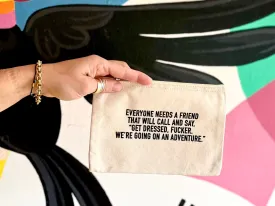 EVERYONE NEEDS A FRIEND
THAT WILL CALL AND SAY,
"GET DRESSED, FUCKER.
WE'RE GOING ON AN ADVENTURE."